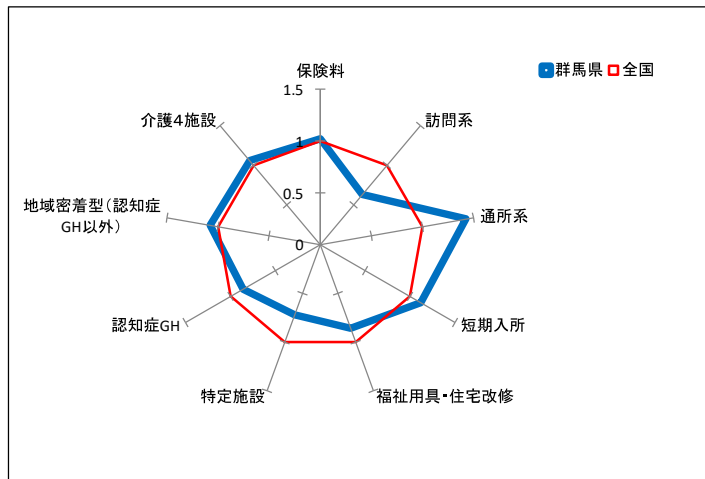 保険料
群馬県
全国
1.5
1
0.5
0
訪問系
通所系
短期入所
福祉用具・住宅改修
特定施設
認知症GH
地域密着型（認知症
GH以外）
介護4施設